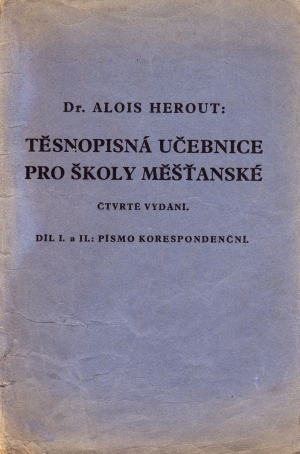 Dr. ALOIS HEROUT:
TĚSNOPISNÁ UČEBNICE
PRO ŠKOLY MĚŠŤANSKÉ
ČTVRTÉ VYDÁNÍ.
DÍL I. a II.: PÍSMO KORESPONDENČNÍ.